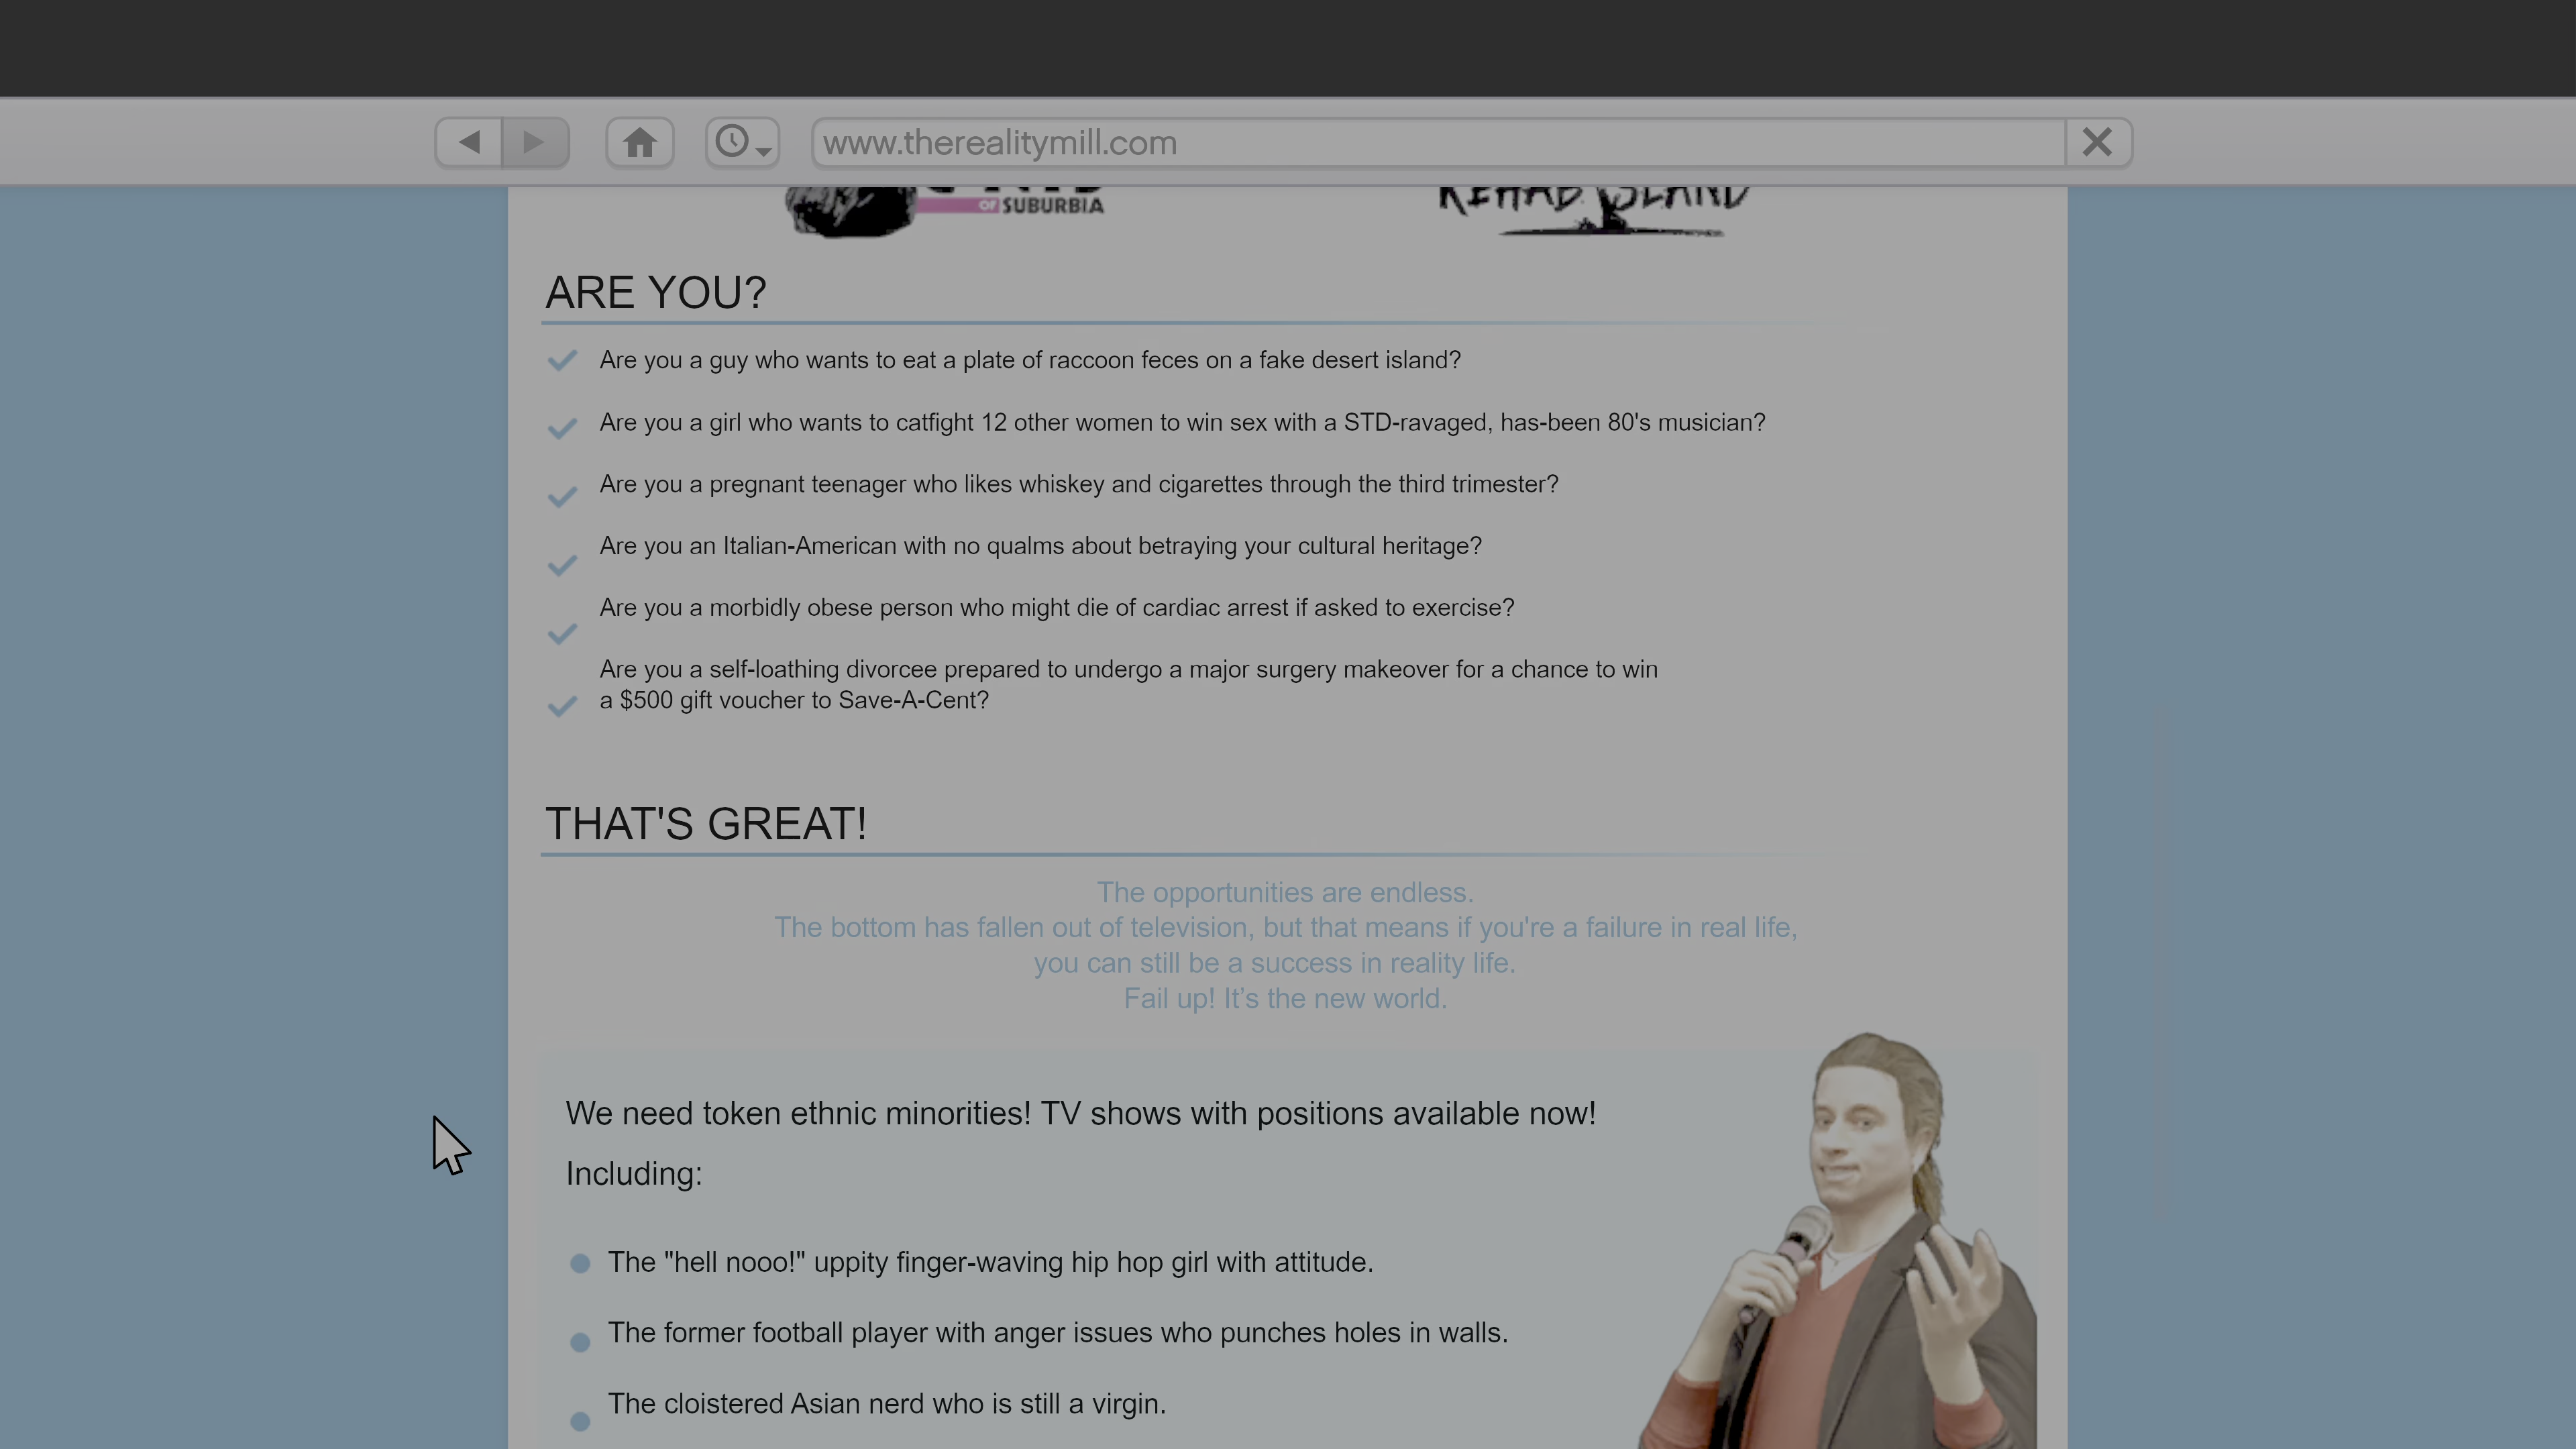 www.therealitymill.com
OF SUBURBIA
REHAB ISLAND
ARE YOU?
Are you a guy who wants to eat a plate of raccoon feces on a fake desert island?
Are you a girl who wants to catfight 12 other women to win sex with a STD-ravaged, has-been 80's musician?
Are you a pregnant teenager who likes whiskey and cigarettes through the third trimester?
Are you an Italian-American with no qualms about betraying your cultural heritage?
Are you a morbidly obese person who might die of cardiac arrest if asked to exercise?
Are you a self-loathing divorcee prepared to undergo a major surgery makeover for a chance to win
a $500 gift voucher to Save-A-Cent?
THAT'S GREAT!
The opportunities are endless.
The bottom has fallen out of television, but that means if you're a failure in real life,
you can still be a success in reality life.
Fail up! It’s the new world.
We need token ethnic minorities! TV shows with positions available now!
Including:
The "hell nooo!" uppity finger-waving hip hop girl with attitude.
The former football player with anger issues who punches holes in walls.
The cloistered Asian nerd who is still a virgin.